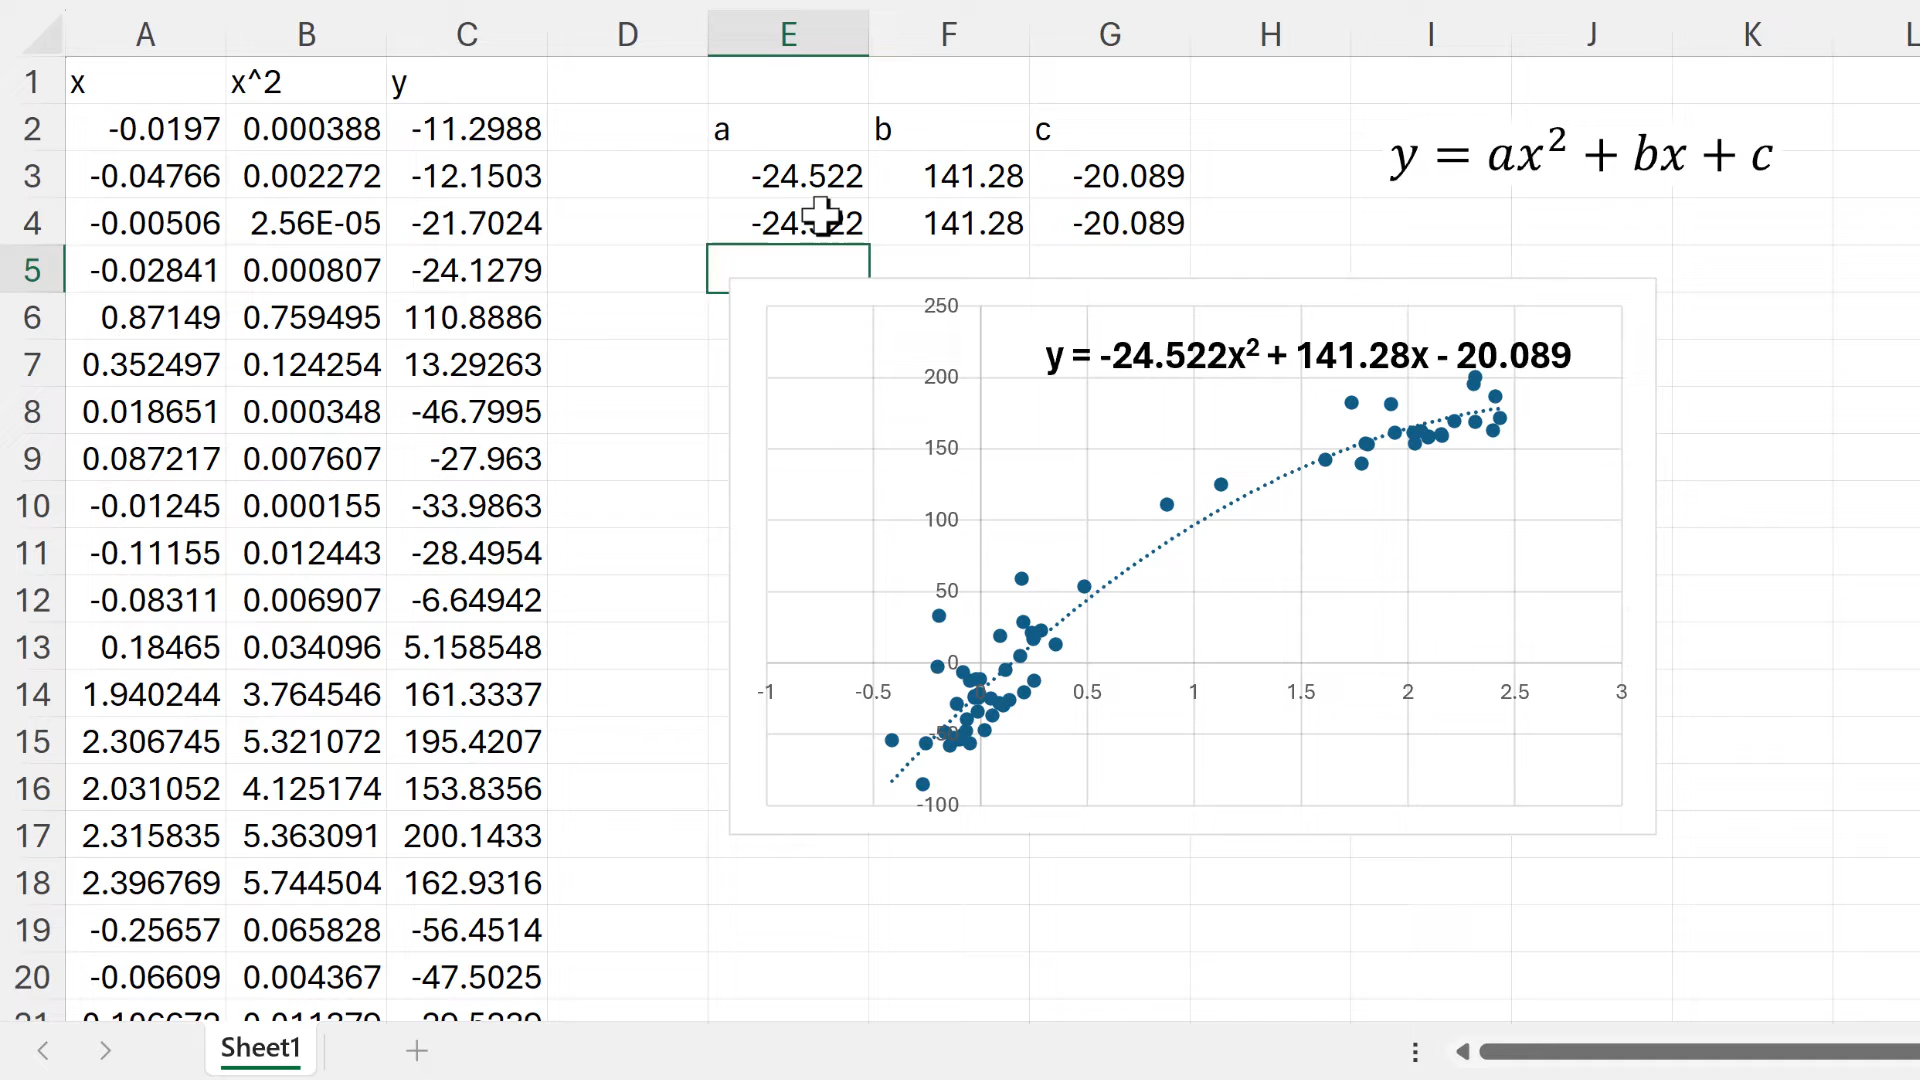 A B C D E F G H I J K L
1 x x^2 y
2 -0.0197 0.000388 -11.2988 a b c
3 -0.04766 0.002272 -12.1503 -24.522 141.28 -20.089
y = ax² + bx + c
4 -0.00506 2.56E-05 -21.7024 141.28 -20.089
5 -0.02841 0.000807 -24.1279
6 0.87149 0.759495 110.8886
7 0.352497 0.124254 13.29263
8 0.018651 0.000348 -46.7995
9 0.087217 0.007607 -27.963
10 -0.01245 0.000155 -33.9863
11 -0.11155 0.012443 -28.4954
12 -0.08311 0.006907 -6.64942
13 0.18465 0.034096 5.158548
14 1.940244 3.764546 161.3337
15 2.306745 5.321072 195.4207
16 2.031052 4.125174 153.8356
17 2.315835 5.363091 200.1433
18 2.396769 5.744504 162.9316
19 -0.25657 0.065828 -56.4514
20 -0.06609 0.004367 -47.5025
250
y = -24.522x² + 141.28x - 20.089
200
150
100
50
0
-1 -0.5 0.5 1 1.5 2 2.5 3
-100
Sheet1